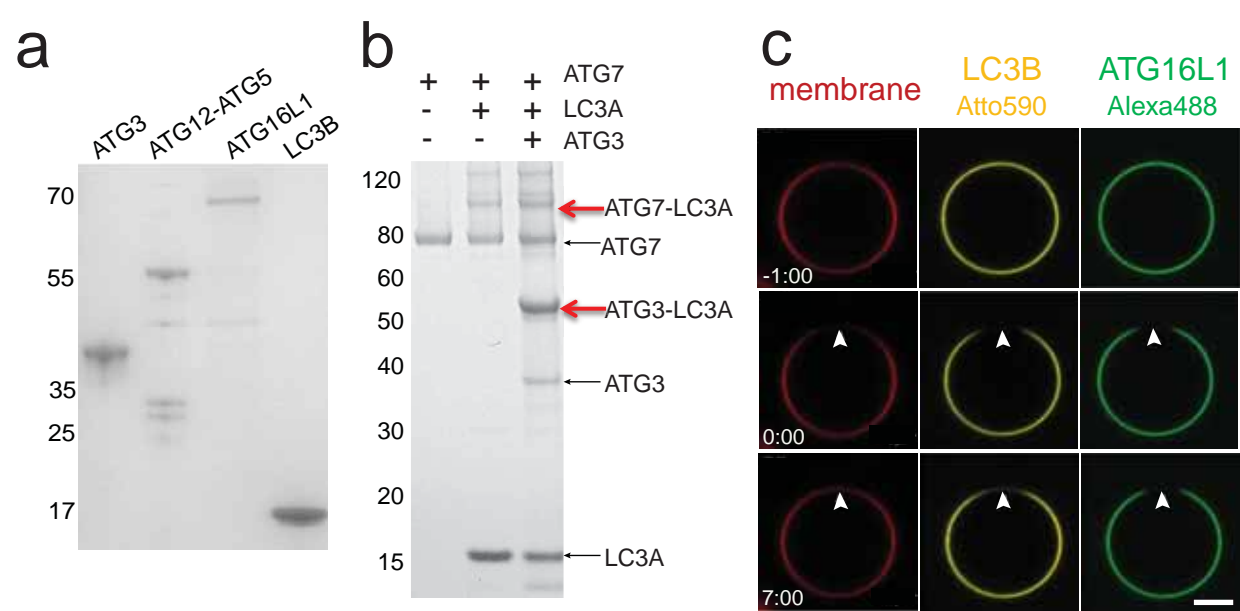 a
ATG3
ATG12-ATG5
ATG16L1
LC3B
70
55
35
25
17
b
+ + + ATG7
- + + LC3A
- - + ATG3
120
80
60
50
40
30
20
15
ATG7-LC3A
ATG7
ATG3-LC3A
ATG3
LC3A
c
membrane
LC3B
Atto590
ATG16L1
Alexa488
-1:00
0:00
7:00